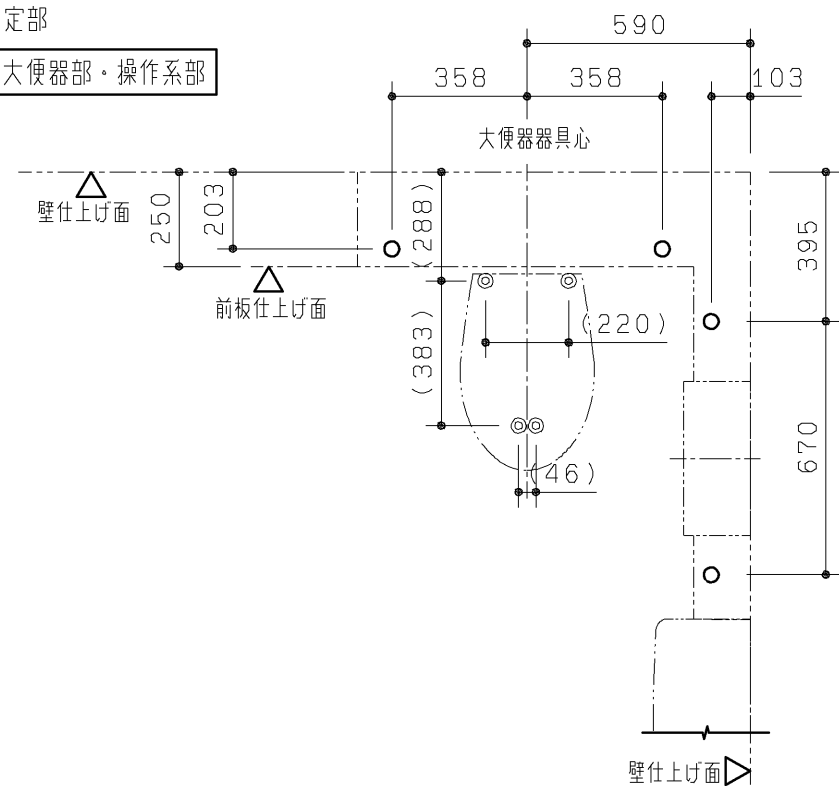 定部
大便器部・操作系部
590
358
358
103
大便器器具心
壁仕上げ面
250
203
(288)
395
前板仕上げ面
(220)
(383)
670
(46)
壁仕上げ面